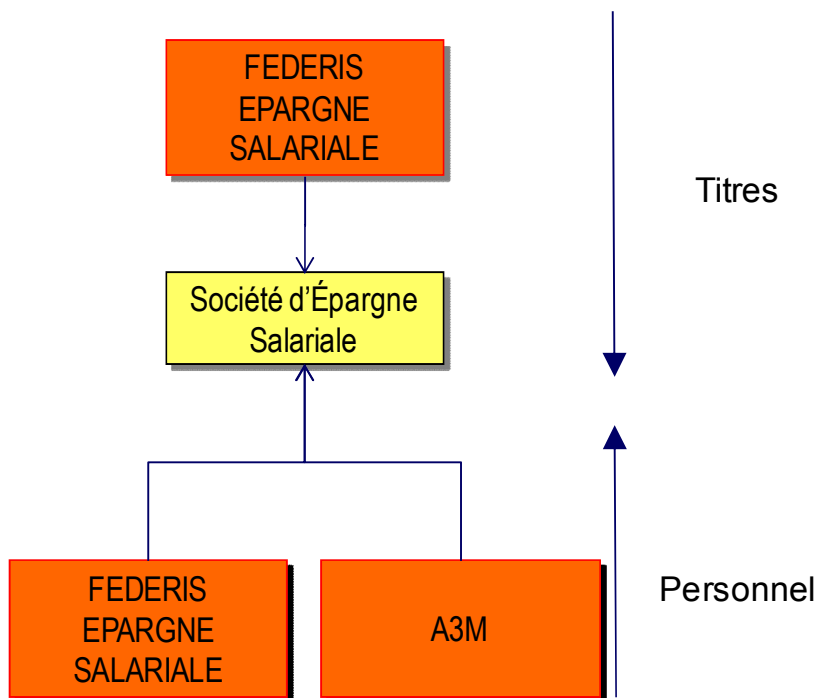 FEDERIS
EPARGNE
SALARIALE
Titres
Société d'Épargne
Salariale
FEDERIS
EPARGNE
SALARIALE
A3M
Personnel